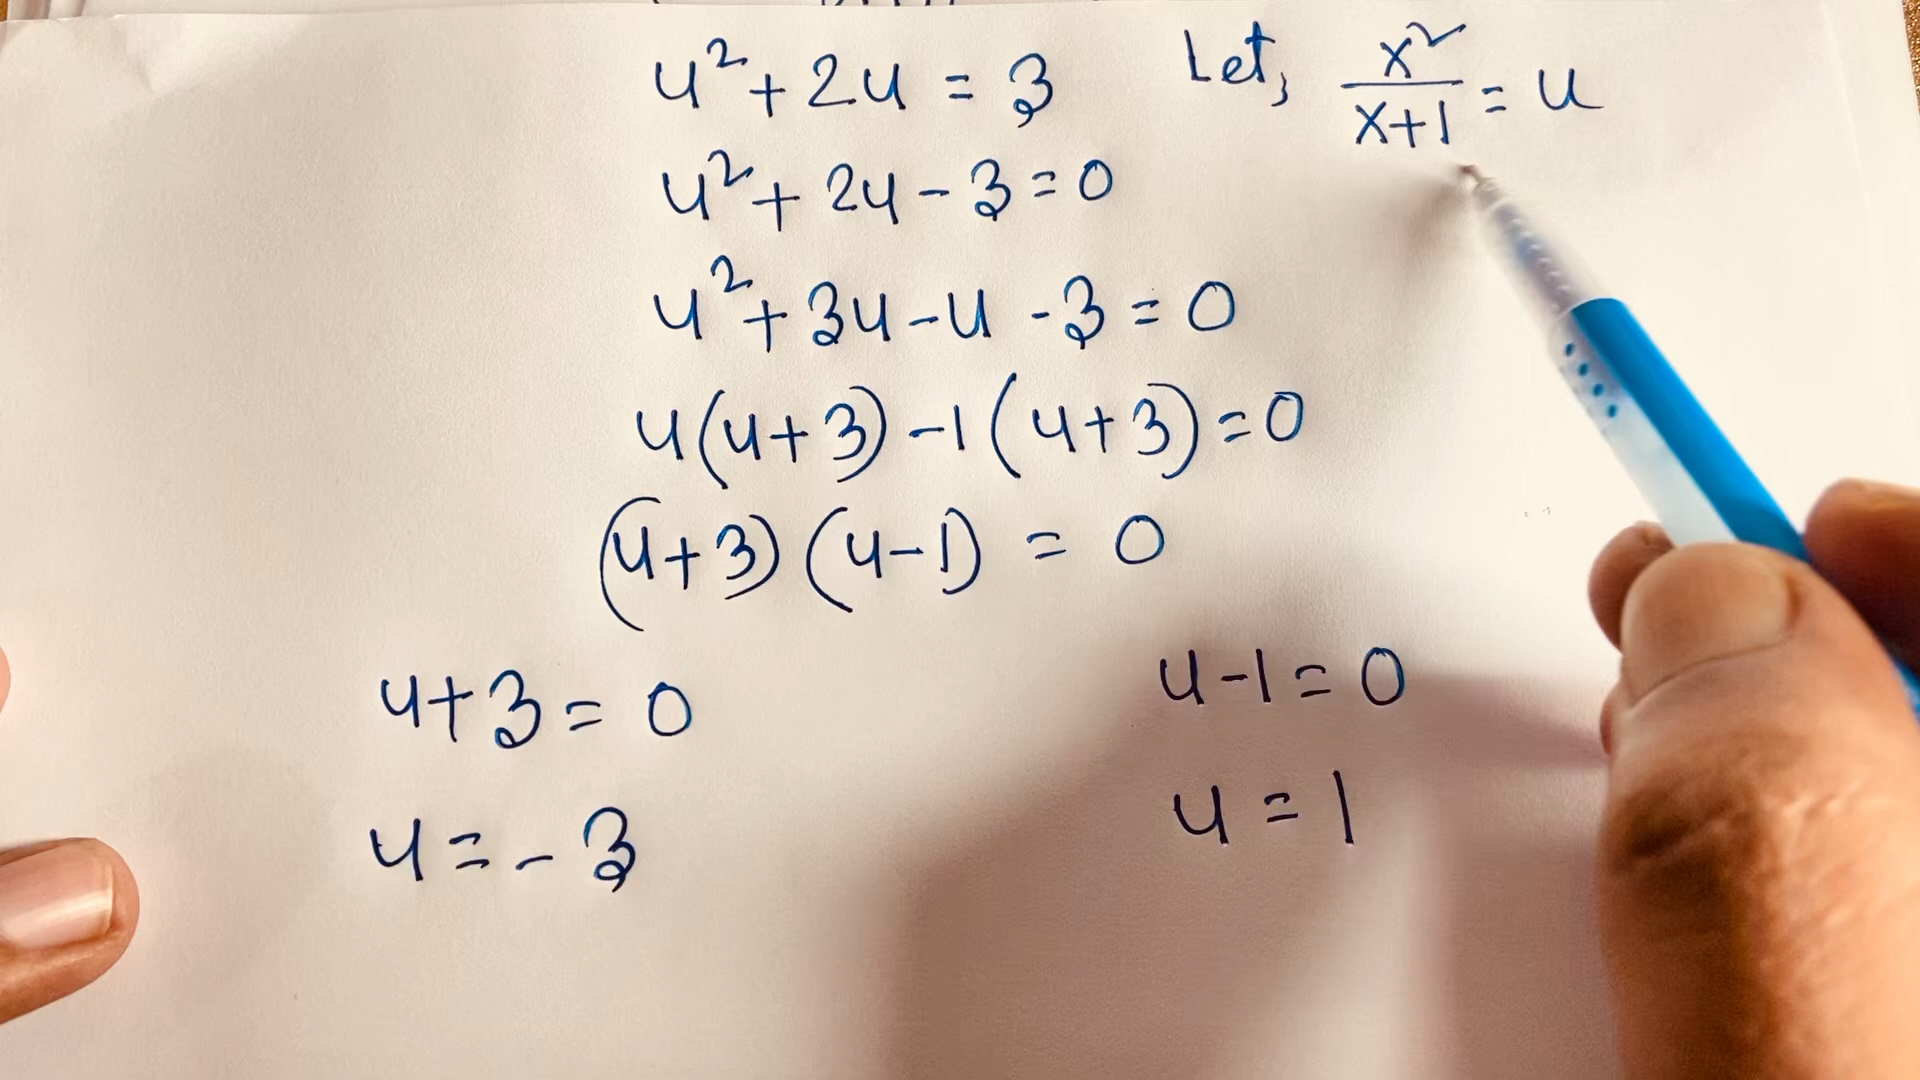 u² + 2u = 3 Let, x²/(x+1) = u
u² + 2u - 3 = 0
u² + 3u - u - 3 = 0
u(u+3) - 1(u+3) = 0
(u+3)(u-1) = 0
u+3 = 0 u-1 = 0
u = -3 u = 1